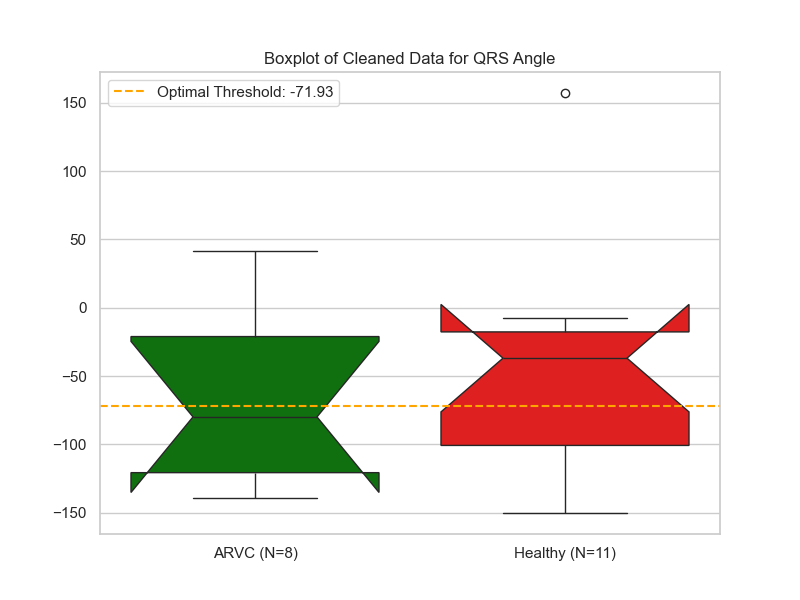 Boxplot of Cleaned Data for QRS Angle
Optimal Threshold: -71.93
150
100
50
0
−50
−100
−150
ARVC (N=8)
Healthy (N=11)